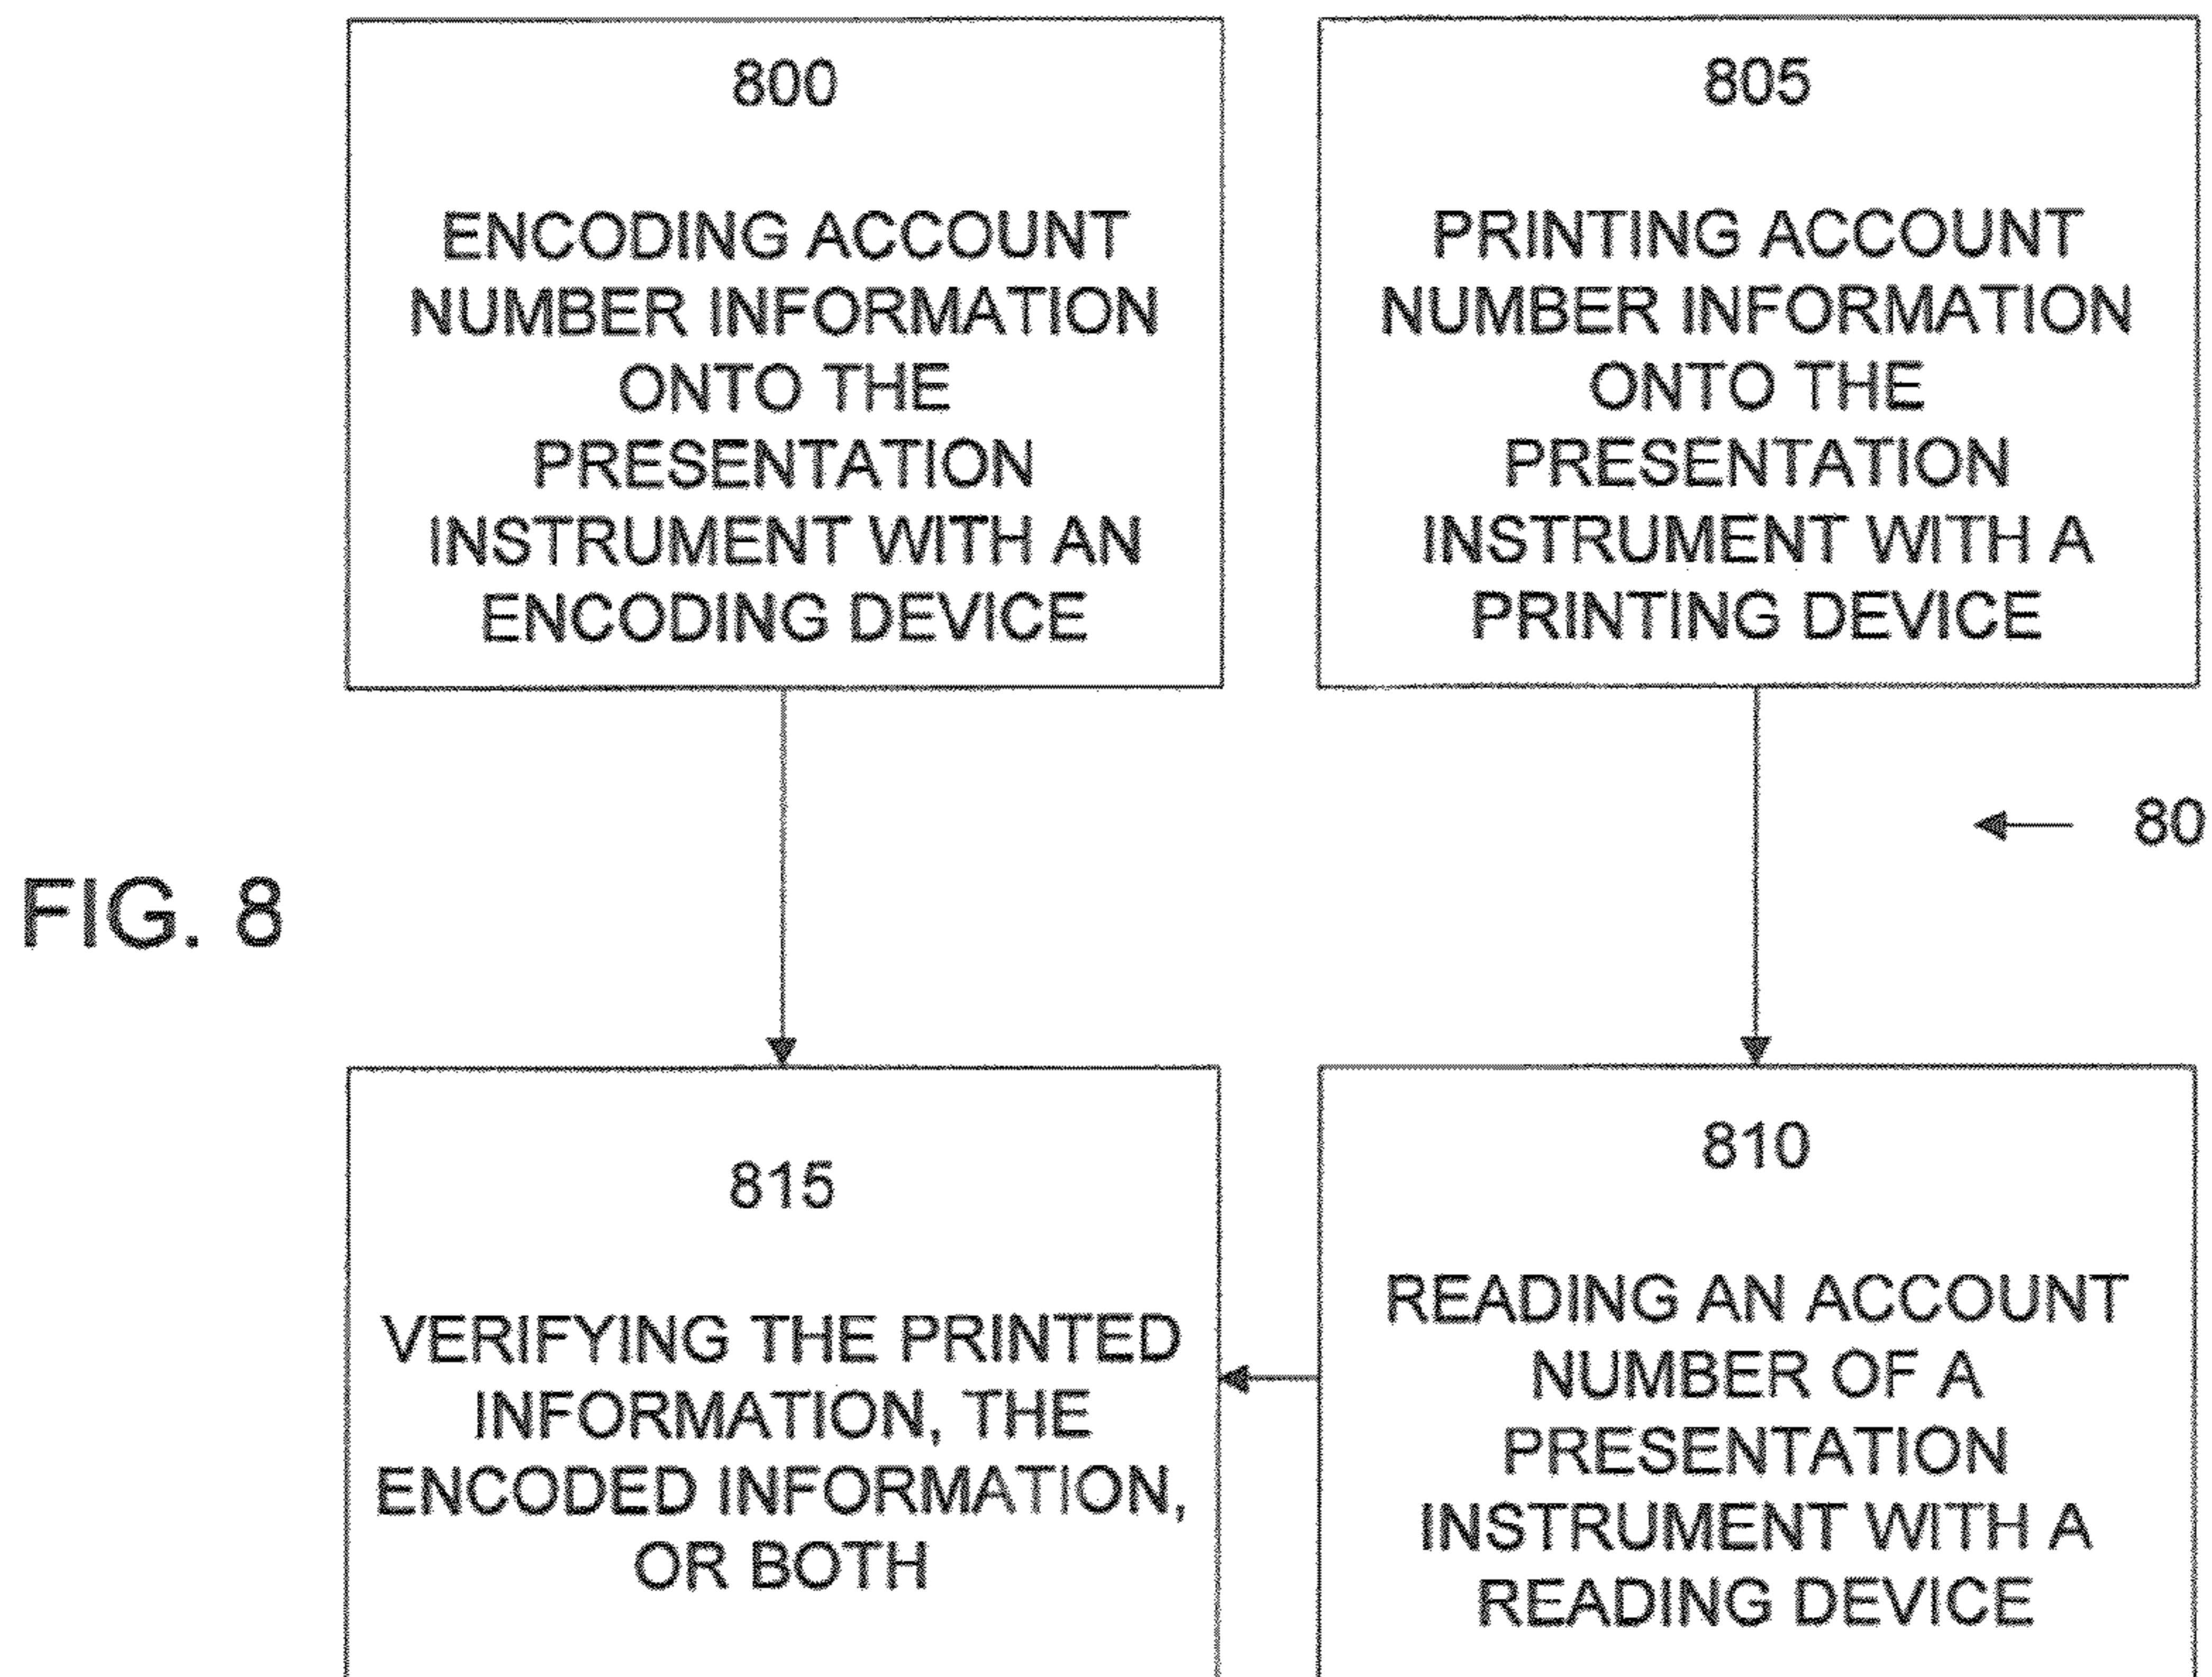 800
ENCODING ACCOUNT
NUMBER INFORMATION
ONTO THE
PRESENTATION
INSTRUMENT WITH AN
ENCODING DEVICE
805
PRINTING ACCOUNT
NUMBER INFORMATION
ONTO THE
PRESENTATION
INSTRUMENT WITH A
PRINTING DEVICE
80
FIG. 8
815
VERIFYING THE PRINTED
INFORMATION, THE
ENCODED INFORMATION,
OR BOTH
810
READING AN ACCOUNT
NUMBER OF A
PRESENTATION
INSTRUMENT WITH A
READING DEVICE